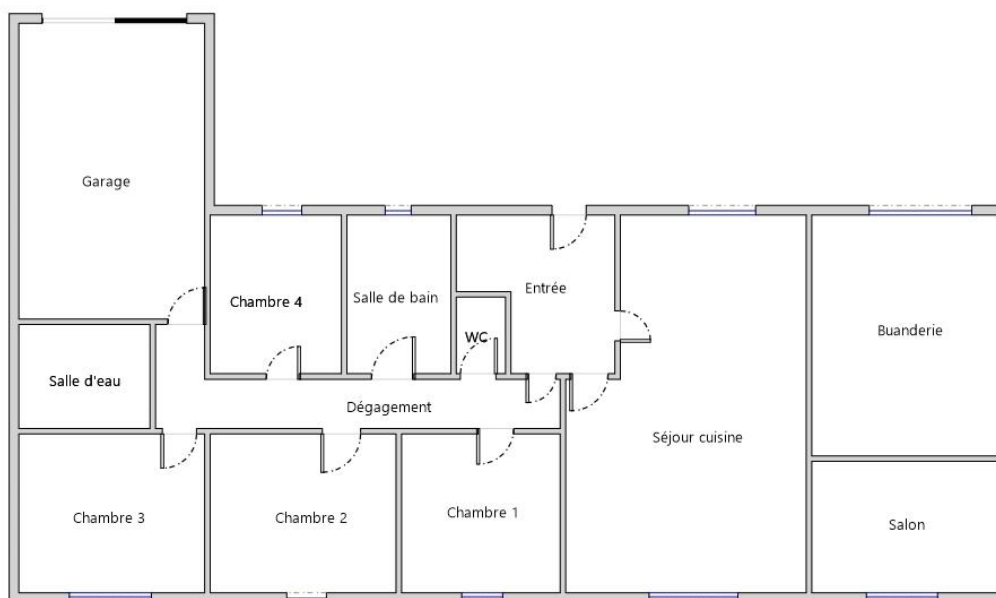 Garage
Chambre 4
Salle de bain
Entrée
WC
Buanderie
Salle d'eau
Dégagement
Séjour cuisine
Chambre 3
Chambre 2
Chambre 1
Salon